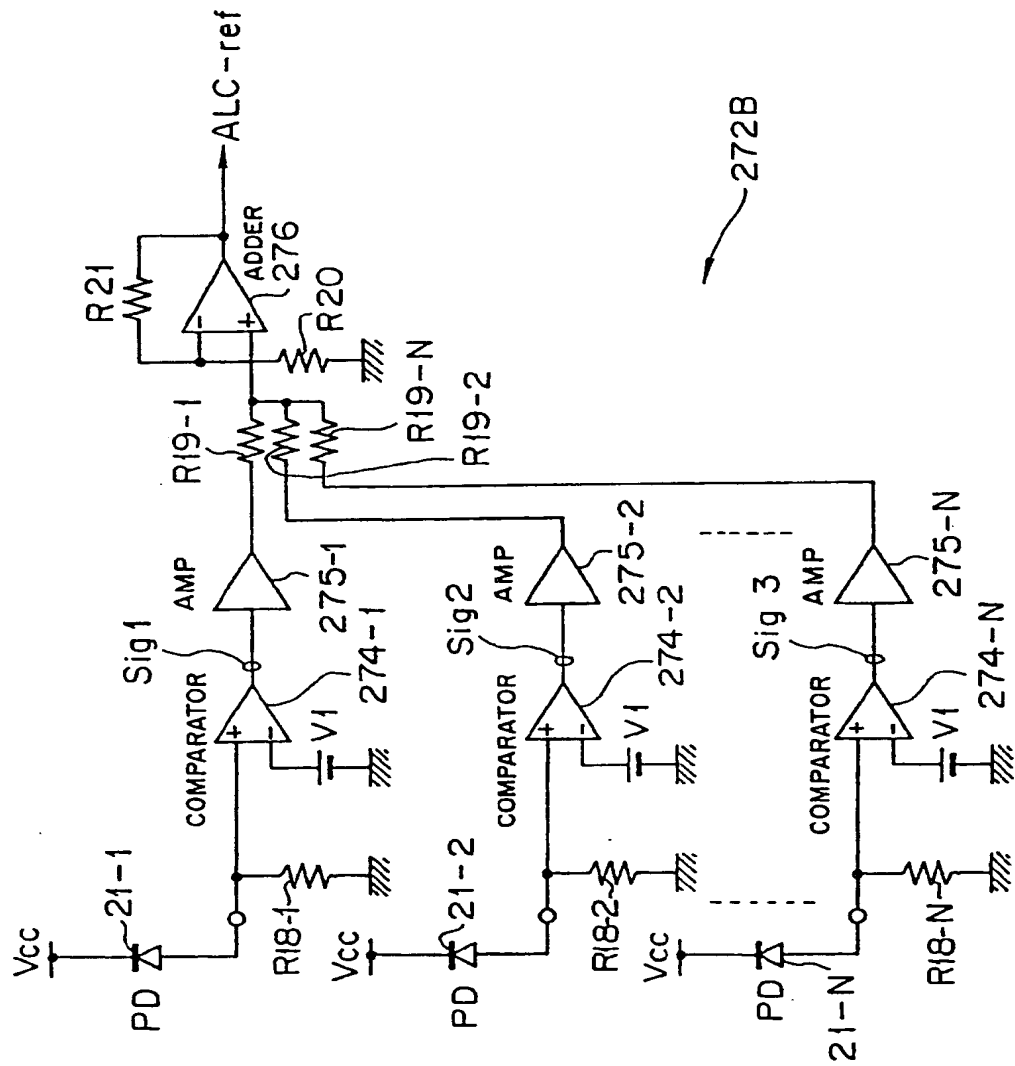 Vcc
21-1
PD
R18-1
COMPARATOR
+
-
V1
274-1
Sig1
AMP
275-1
R19-1
R21
-
+
ADDER
276
R20
ALC-ref
R19-N
R19-2
Vcc
21-2
PD
R18-2
COMPARATOR
+
-
V1
274-2
Sig2
AMP
275-2
Vcc
PD
21-N
R18-N
COMPARATOR
+
-
V1
274-N
Sig 3
AMP
275-N
272B